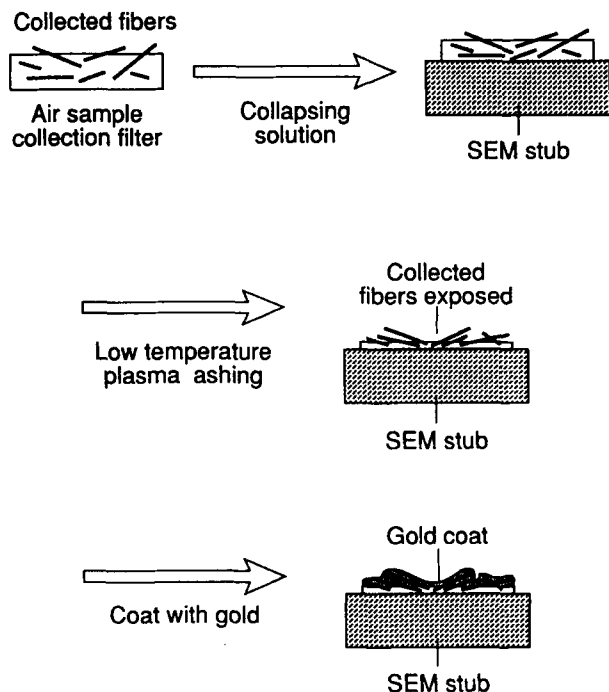 Collected fibers
Air sample
collection filter
Collapsing
solution
SEM stub
Low temperature
plasma ashing
Collected
fibers exposed
SEM stub
Coat with gold
Gold coat
SEM stub